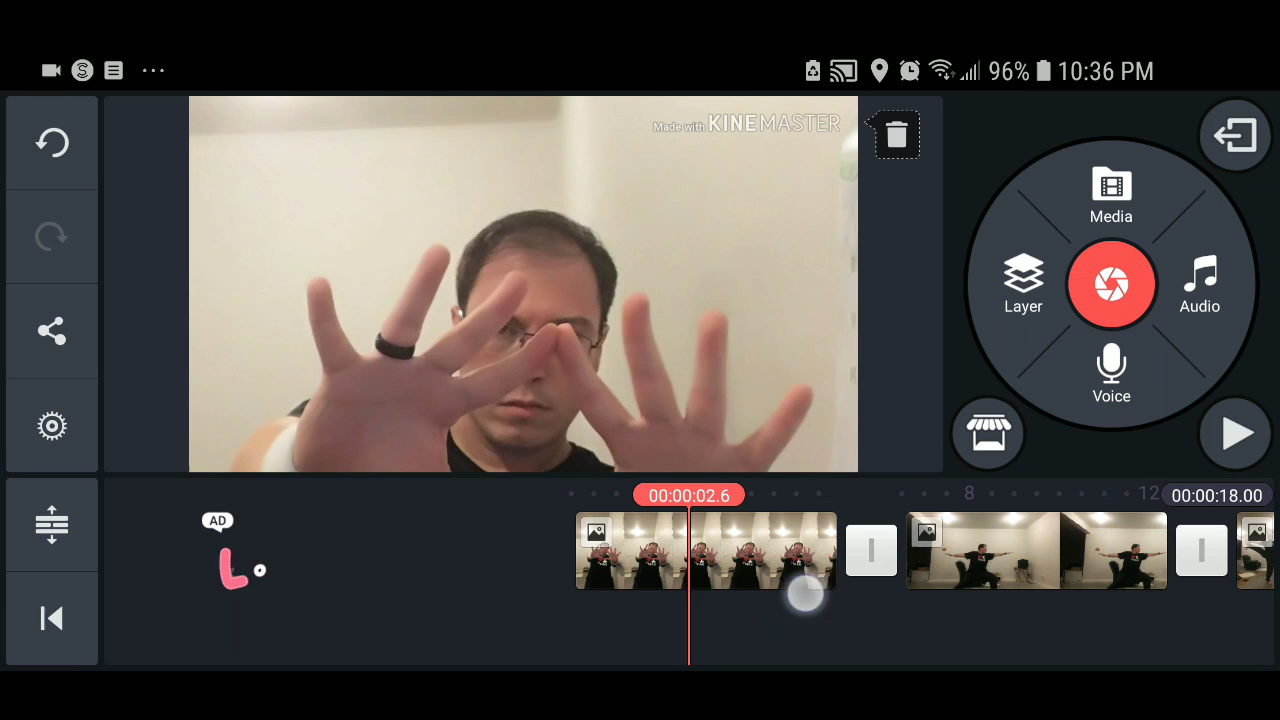 96% 10:36 PM
Made with KINEMASTER
Media
Layer
Audio
Voice
00:00:02.6
8
12
00:00:18.00
AD
L